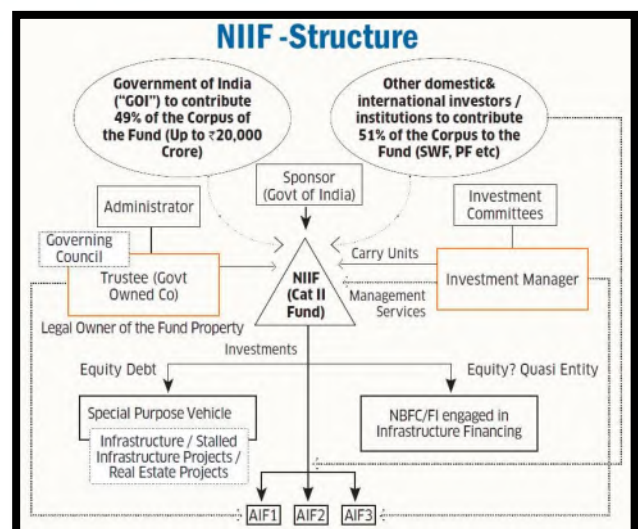 NIIF -Structure
Government of India
("GOI") to contribute
49% of the Corpus of
the Fund (Up to ₹20,000
Crore)
Other domestic&
international investors /
institutions to contribute
51% of the Corpus to the
Fund (SWF, PF etc)
Sponsor
(Govt of India)
Administrator
Investment
Committees
Governing
Council
Trustee (Govt
Owned Co)
Legal Owner of the Fund Property
NIIF
(Cat II
Fund)
Carry Units
Management
Services
Investment Manager
Investments
Equity Debt
Equity? Quasi Entity
Special Purpose Vehicle
Infrastructure / Stalled
Infrastructure Projects /
Real Estate Projects
NBFC/FI engaged in
Infrastructure Financing
AIF1 AIF2 AIF3